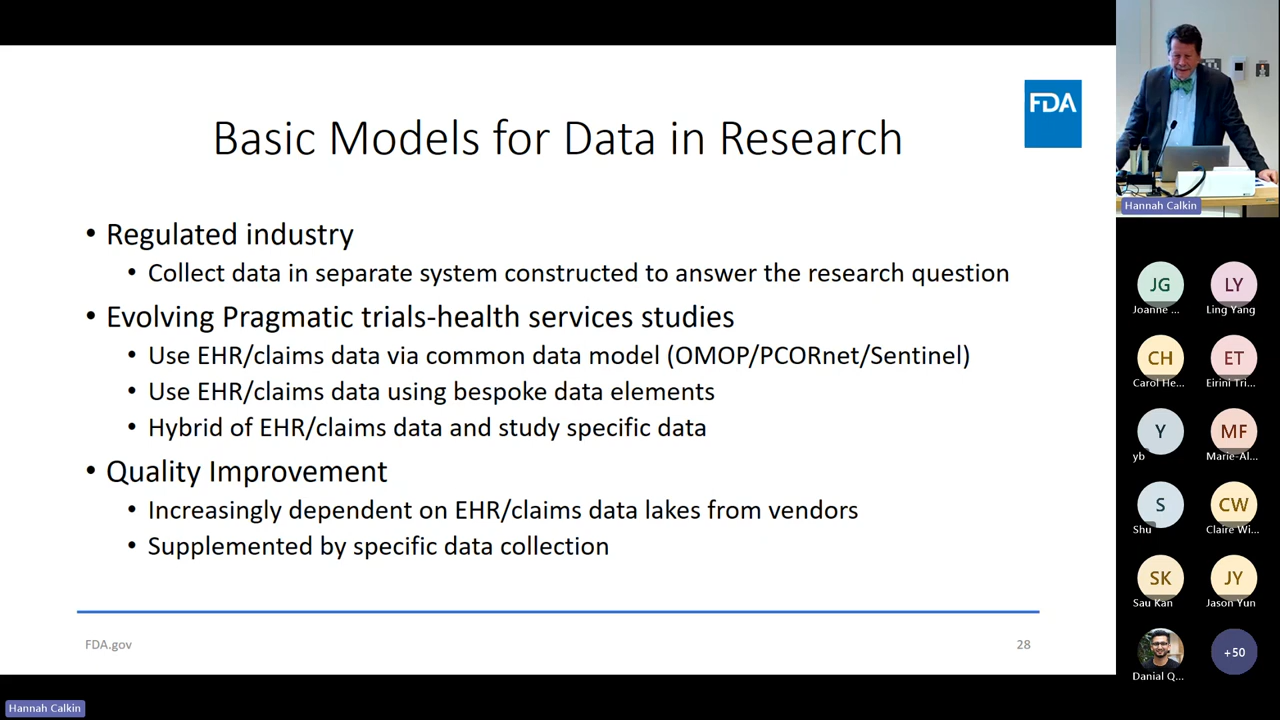 FDA
Basic Models for Data in Research
• Regulated industry
• Collect data in separate system constructed to answer the research question
• Evolving Pragmatic trials-health services studies
• Use EHR/claims data via common data model (OMOP/PCORnet/Sentinel)
• Use EHR/claims data using bespoke data elements
• Hybrid of EHR/claims data and study specific data
• Quality Improvement
• Increasingly dependent on EHR/claims data lakes from vendors
• Supplemented by specific data collection
FDA.gov
28
Hannah Calkin
JG
Joanne ...
LY
Ling Yang
CH
Carol He...
ET
Eirini Tri...
Y
yb
MF
Marie-Al...
S
Shu
CW
Claire Wi...
SK
Sau Kan
JY
Jason Yun
Danial Q...
+50
Hannah Calkin